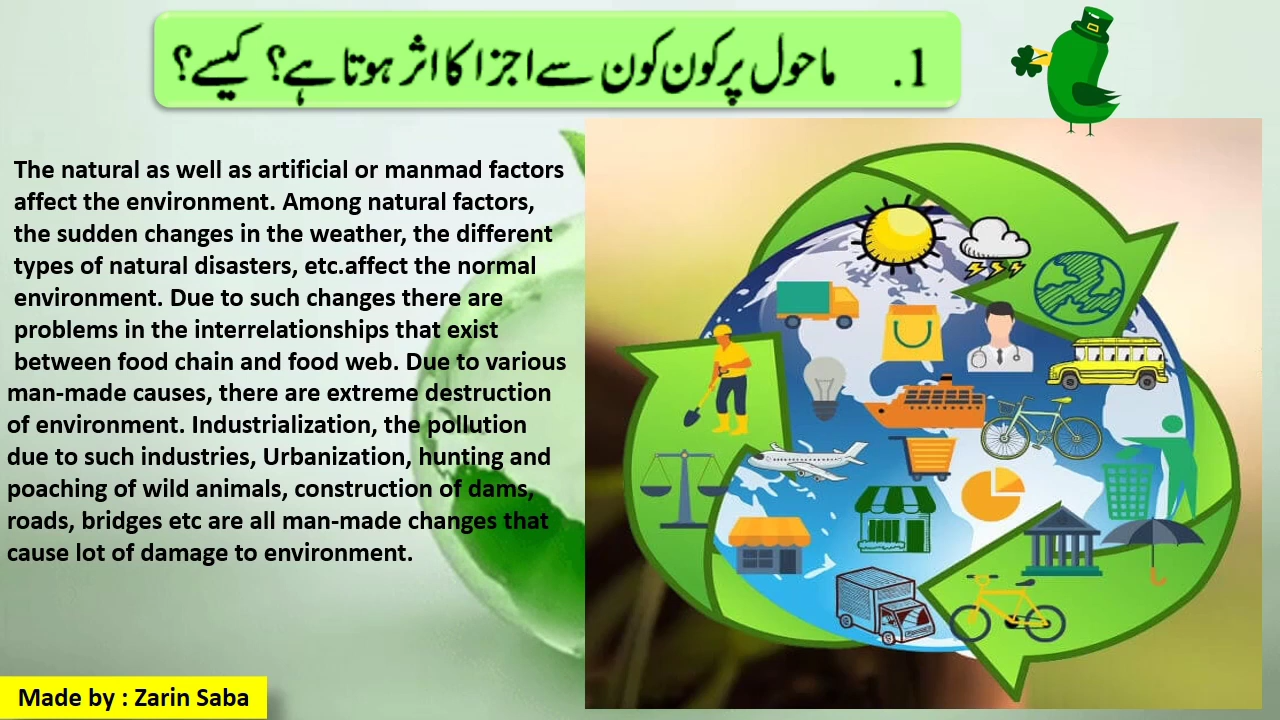 1. ماحول پر کون کون سے اجزا کا اثر ہوتا ہے؟ کیسے؟
The natural as well as artificial or manmad factors
affect the environment. Among natural factors,
the sudden changes in the weather, the different
types of natural disasters, etc.affect the normal
environment. Due to such changes there are
problems in the interrelationships that exist
between food chain and food web. Due to various
man-made causes, there are extreme destruction
of environment. Industrialization, the pollution
due to such industries, Urbanization, hunting and
poaching of wild animals, construction of dams,
roads, bridges etc are all man-made changes that
cause lot of damage to environment.
Made by : Zarin Saba